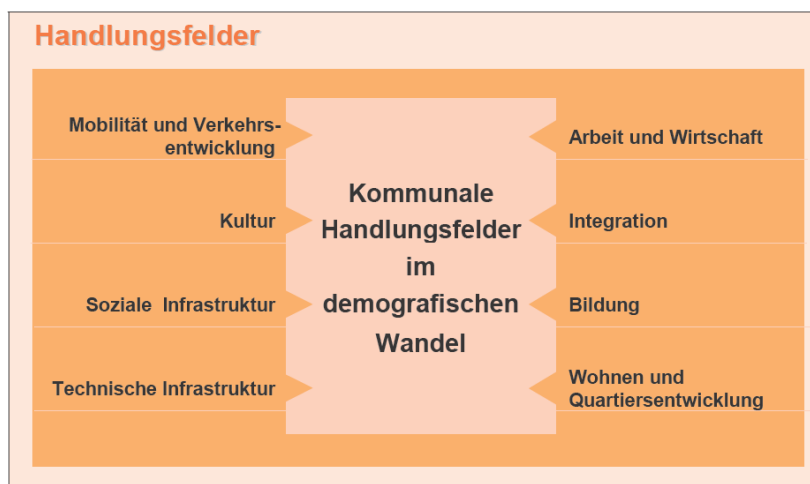 Handlungsfelder
Mobilität und Verkehrs-
entwicklung
Kultur
Soziale Infrastruktur
Technische Infrastruktur
Kommunale
Handlungsfelder
im
demografischen
Wandel
Arbeit und Wirtschaft
Integration
Bildung
Wohnen und
Quartiersentwicklung